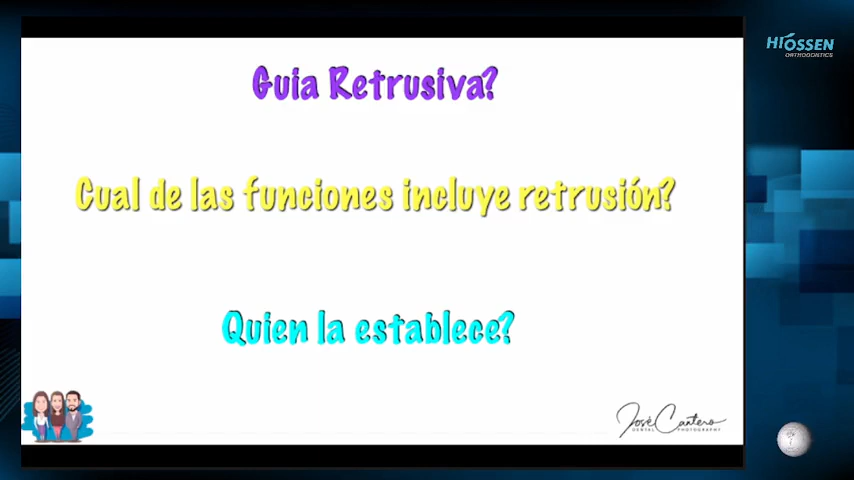 HIOSSEN
ORTHODONTICS
Guia Retrusiva?
Cual de las funciones incluye retrusión?
Quien la establece?
José Cantero
DENTAL PHOTOGRAPHY